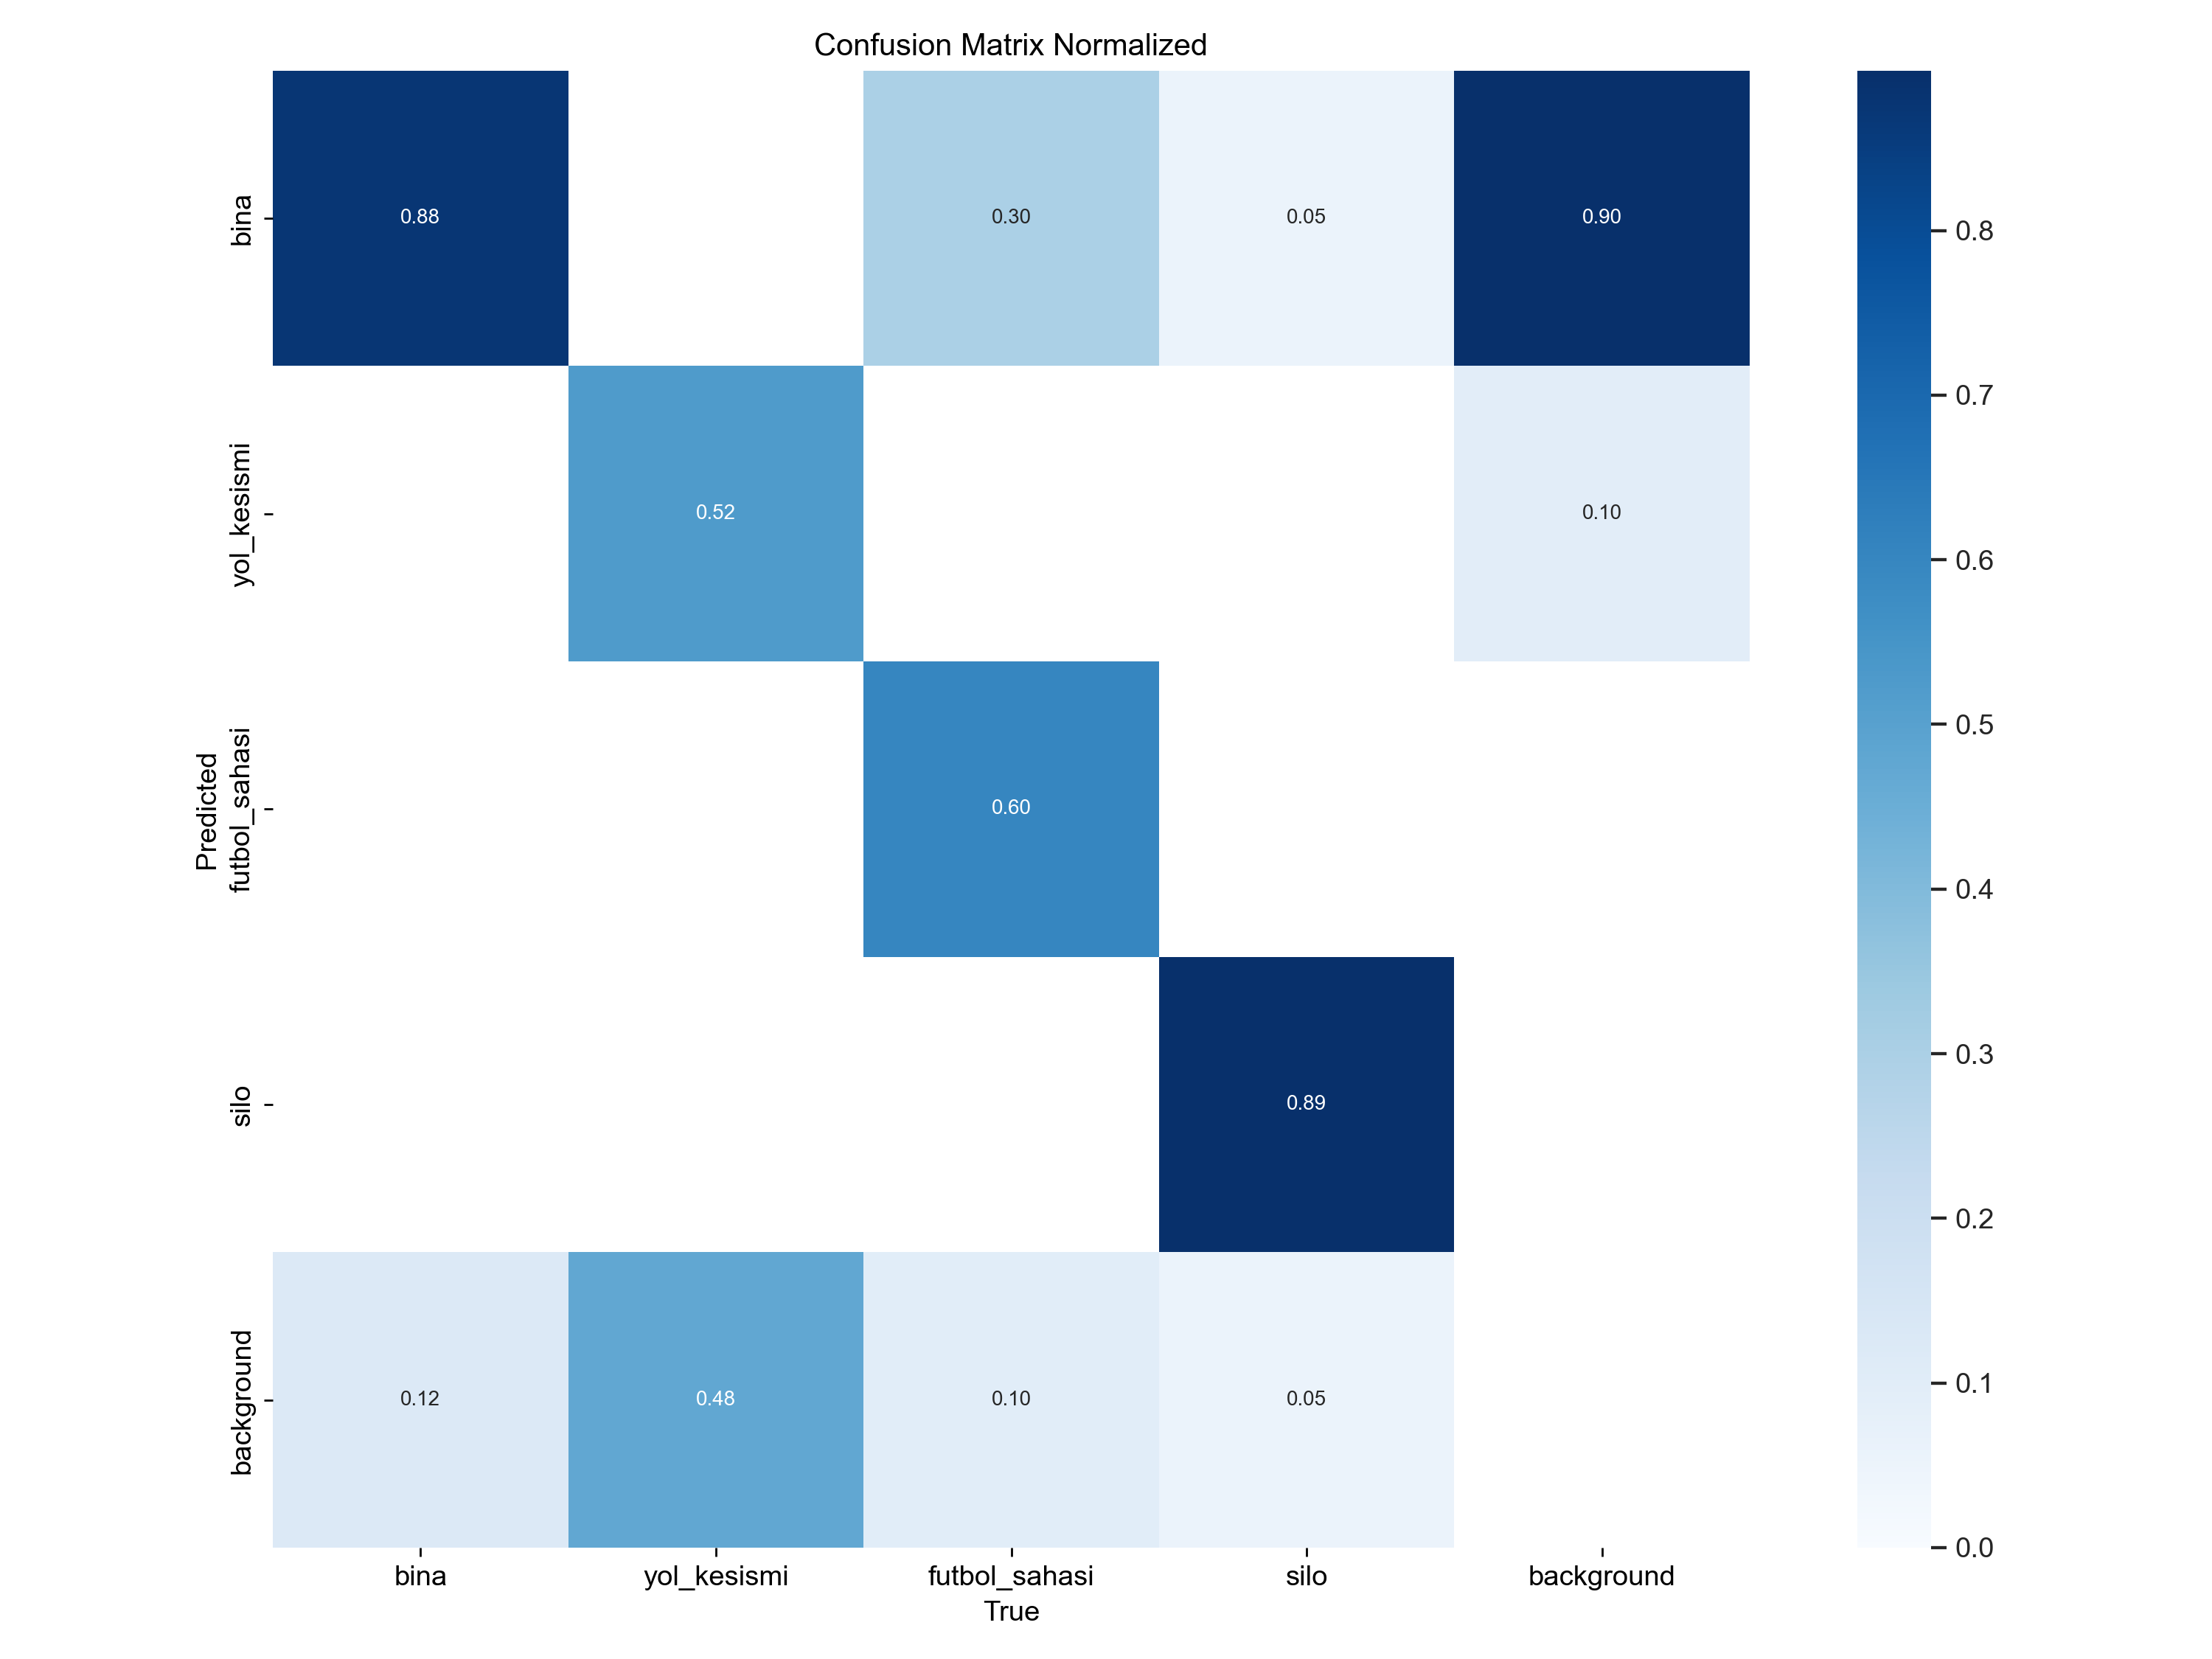 Confusion Matrix Normalized
bina
0.88
0.30
0.05
0.90
yol_kesismi
0.52
0.10
Predicted
futbol_sahasi
0.60
silo
0.89
background
0.12
0.48
0.10
0.05
bina
yol_kesismi
futbol_sahasi
silo
background
True
0.8
0.7
0.6
0.5
0.4
0.3
0.2
0.1
0.0